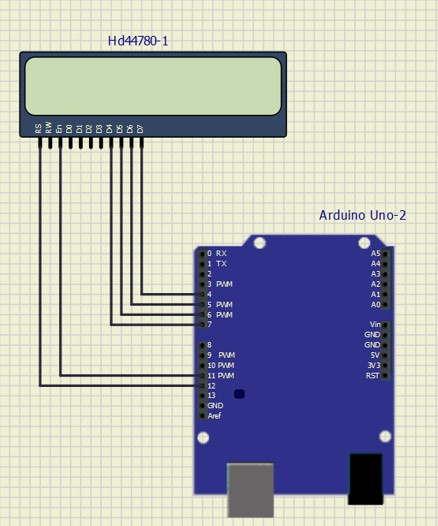 Hd44780-1
RS RW En D0 D1 D2 D3 D4 D5 D6 D7
Arduino Uno-2
0 RX
1 TX
2
3 PWM
4
5 PWM
6 PWM
7
8
9 PWM
10 PWM
11 PWM
12
13
GND
Aref
A5
A4
A3
A2
A1
A0
Vin
GND
GND
5V
3V3
RST